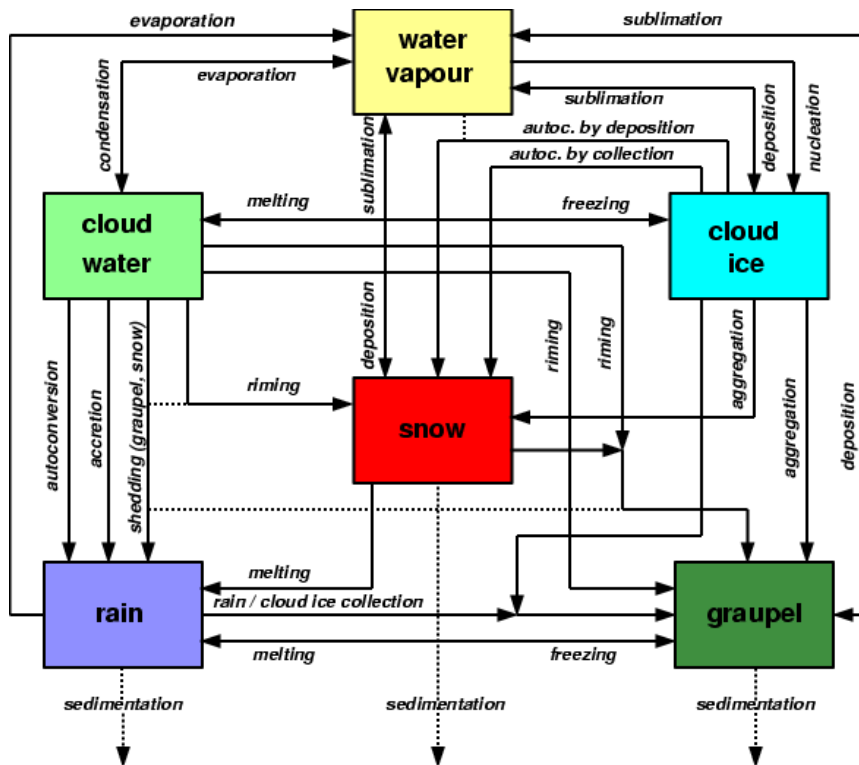 evaporation
sublimation
water
vapour
evaporation
sublimation
condensation
sublimation
autoc. by deposition
autoc. by collection
deposition
nucleation
melting
freezing
cloud
water
cloud
ice
deposition
riming
riming
aggregation
riming
snow
autoconversion
accretion
shedding (graupel, snow)
aggregation
deposition
melting
rain / cloud ice collection
rain
graupel
melting
freezing
sedimentation
sedimentation
sedimentation